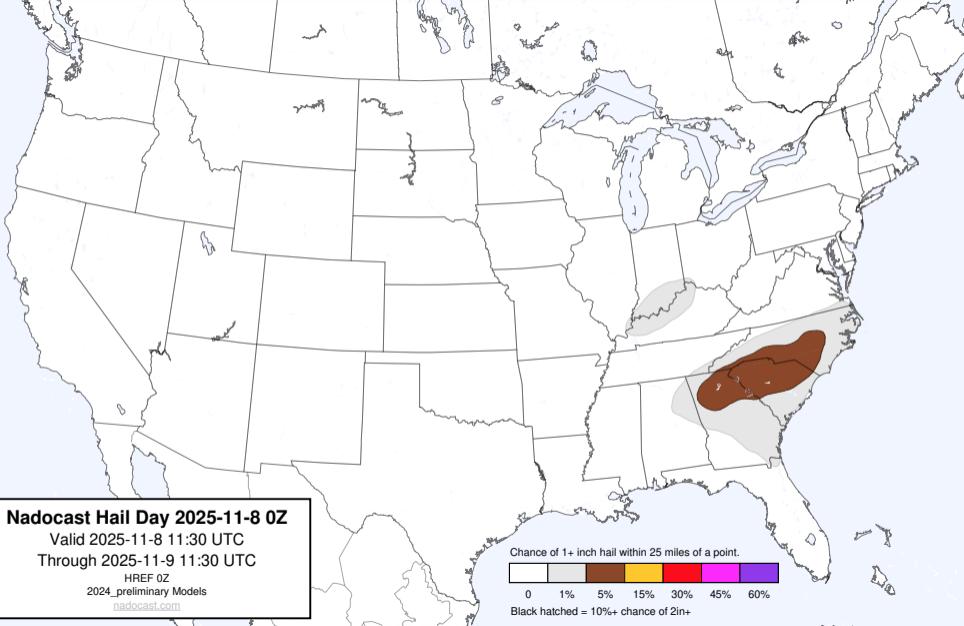 Nadocast Hail Day 2025-11-8 0Z
Valid 2025-11-8 11:30 UTC
Through 2025-11-9 11:30 UTC
HREF 0Z
2024_preliminary Models
nadocast.com
Chance of 1+ inch hail within 25 miles of a point.
0 1% 5% 15% 30% 45% 60%
Black hatched = 10%+ chance of 2in+